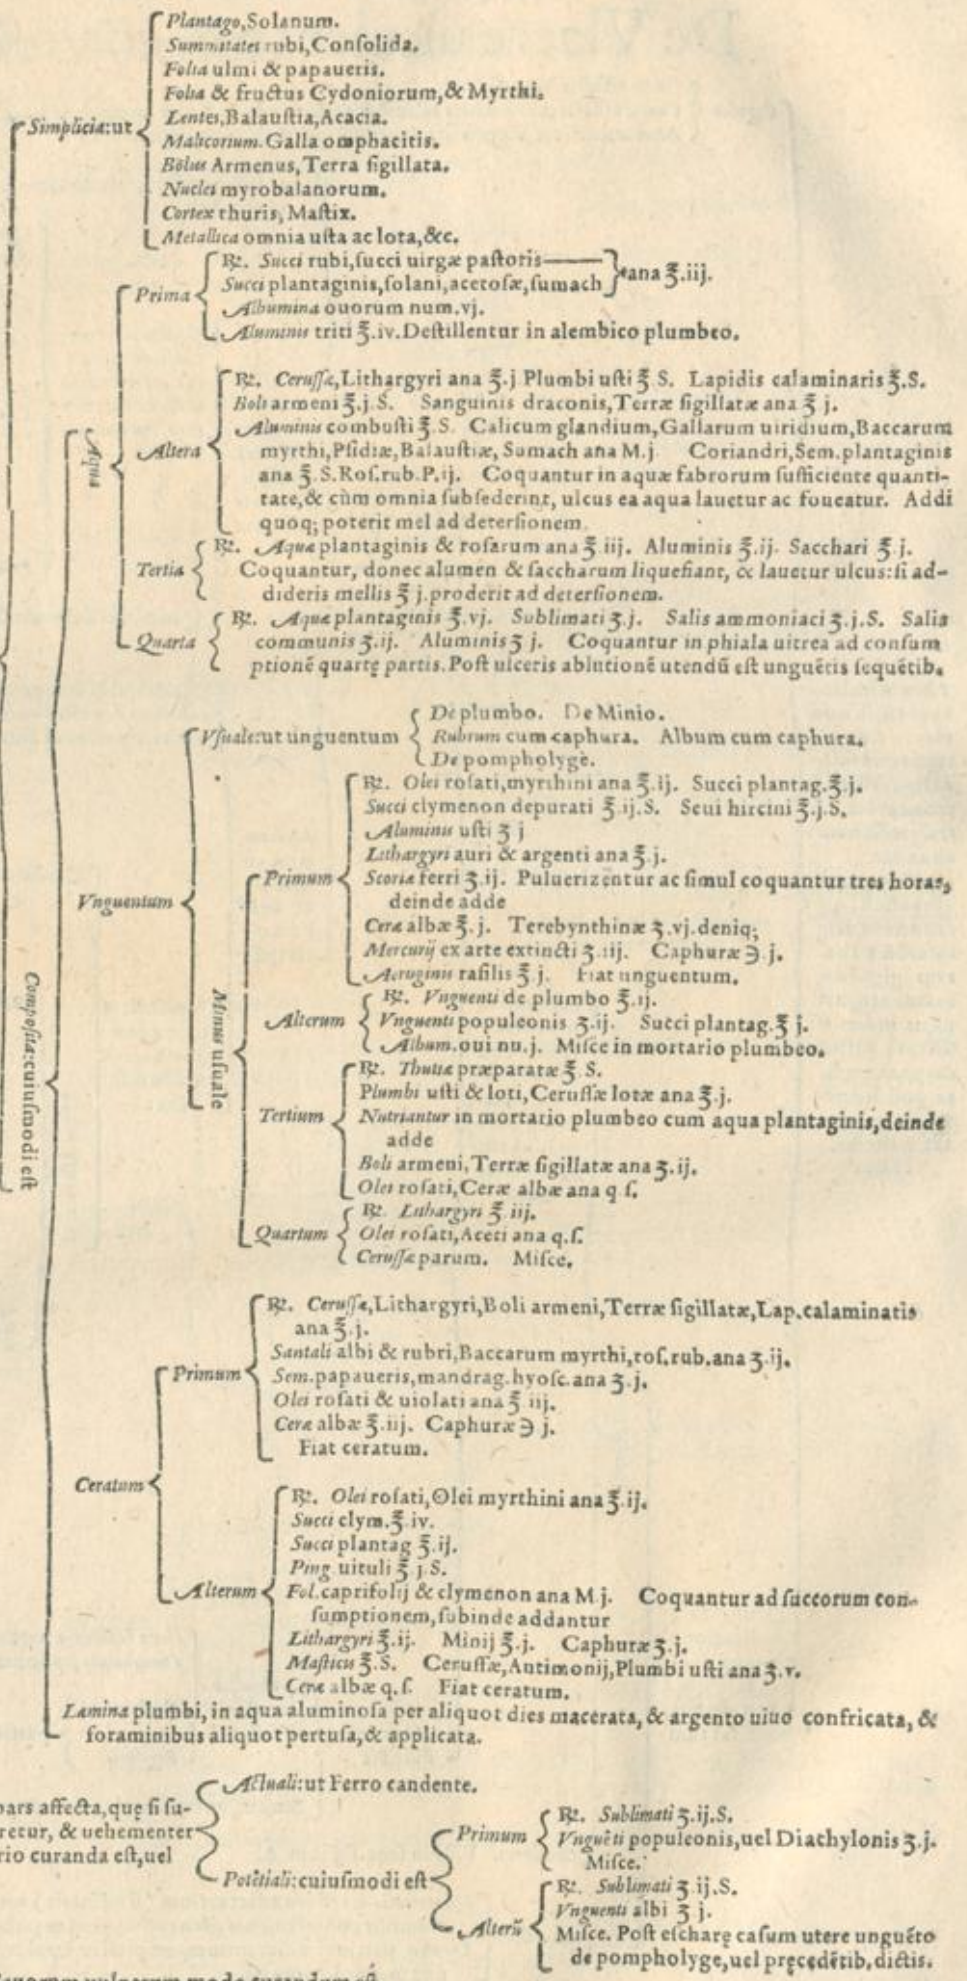 Plantago, Solanum.
Summitates rubi, Conſolida.
Folia ulmi & papaueris.
Folia & fructus Cydoniorum, & Myrthi.
Simplicia: ut
Lentes, Balauſtia, Acacia.
Malicorium. Galla omphacitis.
Bolus Armenus, Terra ſigillata.
Nuclei myrobalanorum.
Cortex thuris, Maſtix.
Metallica omnia uſta ac lota, &c.
℞. Succi rubi, ſucci uirgæ paſtoris
Prima
Succi plantaginis, ſolani, acetoſæ, ſumach
ana ℥.iij.
Albumina ouorum num.vj.
Aluminis triti ℥.iv. Deſtillentur in alembico plumbeo.
Aqua
Altera
℞. Ceruſſæ, Lithargyri ana ℥.j Plumbi uſti ℥ S. Lapidis calaminaris ℥.S.
Boli armeni ℥.j.S. Sanguinis draconis, Terræ ſigillatæ ana ℥ j.
Aluminis combuſti ℥.S. Calicum glandium, Gallarum uiridium, Baccarum
myrthi, Pſidiæ, Balauſtiæ, Sumach ana M.j. Coriandri, Sem. plantaginis
ana ℥.S. Roſ. rub. P.ij. Coquantur in aquæ fabrorum ſufficiente quanti-
tate, & cùm omnia ſubſederint, ulcus ea aqua lauetur ac foueatur. Addi
quoq; poterit mel ad deterſionem.
Tertia
℞. Aquæ plantaginis & roſarum ana ℥ iij. Aluminis ℥.ij. Sacchari ℥ j.
Coquantur, donec alumen & ſaccharum liquefiant, & lauetur ulcus: ſi ad-
dideris mellis ℥ j. proderit ad deterſionem.
Quarta
℞. Aquæ plantaginis ℥.vj. Sublimati ʒ.j. Salis ammoniaci ʒ.j.S. Salis
communis ʒ.ij. Aluminis ʒ j. Coquantur in phiala uitrea ad conſum
ptionē quartę partis. Poſt ulceris ablutionē utendū eſt unguētis ſequētib.
Compoſita: cuiuſmodi eſt
Vnguentum
Vſuale: ut unguentum
De plumbo. De Minio.
Rubrum cum caphura. Album cum caphura.
De pompholyge.
Minus uſuale
Primum
℞. Olei roſati, myrthini ana ℥.ij. Succi plantag. ℥.j.
Succi clymenon depurati ℥.ij.S. Seui hircini ℥.j.S.
Aluminis uſti ʒ j
Lithargyri auri & argenti ana ℥.j.
Scoriæ ferri ʒ.ij. Puluerizentur ac ſimul coquantur tres horas,
deinde adde
Ceræ albæ ℥.j. Terebynthinæ ʒ.vj. deniq;
Mercurij ex arte extincti ʒ.iij. Caphuræ ℈ j.
Aeruginis raſilis ℥ j. Fiat unguentum.
Alterum
℞. Vnguenti de plumbo ℥.ij.
Vnguenti populeonis ʒ.ij. Succi plantag. ℥ j.
Album. oui nu.j. Miſce in mortario plumbeo.
Tertium
℞. Thutiæ præparatæ ℥ S.
Plumbi uſti & loti, Ceruſſæ lotæ ana ℥.j.
Nutriantur in mortario plumbeo cum aqua plantaginis, deinde
adde
Boli armeni, Terræ ſigillatæ ana ʒ.ij.
Olei roſati, Ceræ albæ ana q ſ.
Quartum
℞. Lithargyri ℥ iij.
Olei roſati, Aceti ana q.ſ.
Ceruſſæ parum. Miſce.
Ceratum
Primum
℞. Ceruſſæ, Lithargyri, Boli armeni, Terræ ſigillatæ, Lap. calaminaris
ana ℥.j.
Santali albi & rubri, Baccarum myrthi, roſ. rub. ana ʒ.ij.
Sem. papaueris, mandrag. hyoſc. ana ʒ.j.
Olei roſati & uiolati ana ℥ iij.
Ceræ albæ ℥.iij. Caphuræ ℈ j.
Fiat ceratum.
Alterum
℞. Olei roſati, Olei myrthini ana ℥.ij.
Succi clym. ℥.iv.
Succi plantag ℥.ij.
Ping. uituli ℥ j.S.
Fol. caprifolij & clymenon ana M.j. Coquantur ad ſuccorum con-
ſumptionem, ſubinde addantur
Lithargyri ℥.ij. Minij ℥.j. Caphuræ ʒ.j.
Maſticis ℥.S. Ceruſſæ, Antimonij, Plumbi uſti ana ʒ.v.
Ceræ albæ q.ſ. Fiat ceratum.
Lamina plumbi, in aqua aluminoſa per aliquot dies macerata, & argento uiuo confricata, &
foraminibus aliquot pertuſa, & applicata.
pars affecta, quę ſi ſu-
retur, & uehementer
rio curanda eſt, uel
Actuali: ut Ferro candente.
Potētiali: cuiuſmodi eſt
Primum
℞. Sublimati ʒ.ij.S.
Vnguēti populeonis, uel Diachylonis ʒ.j.
Miſce.
Alterū
℞. Sublimati ʒ ij.S.
Vnguenti albi ʒ j.
Miſce. Poſt eſcharę caſum utere unguēto
de pompholyge, uel pręcedētib. dictis.